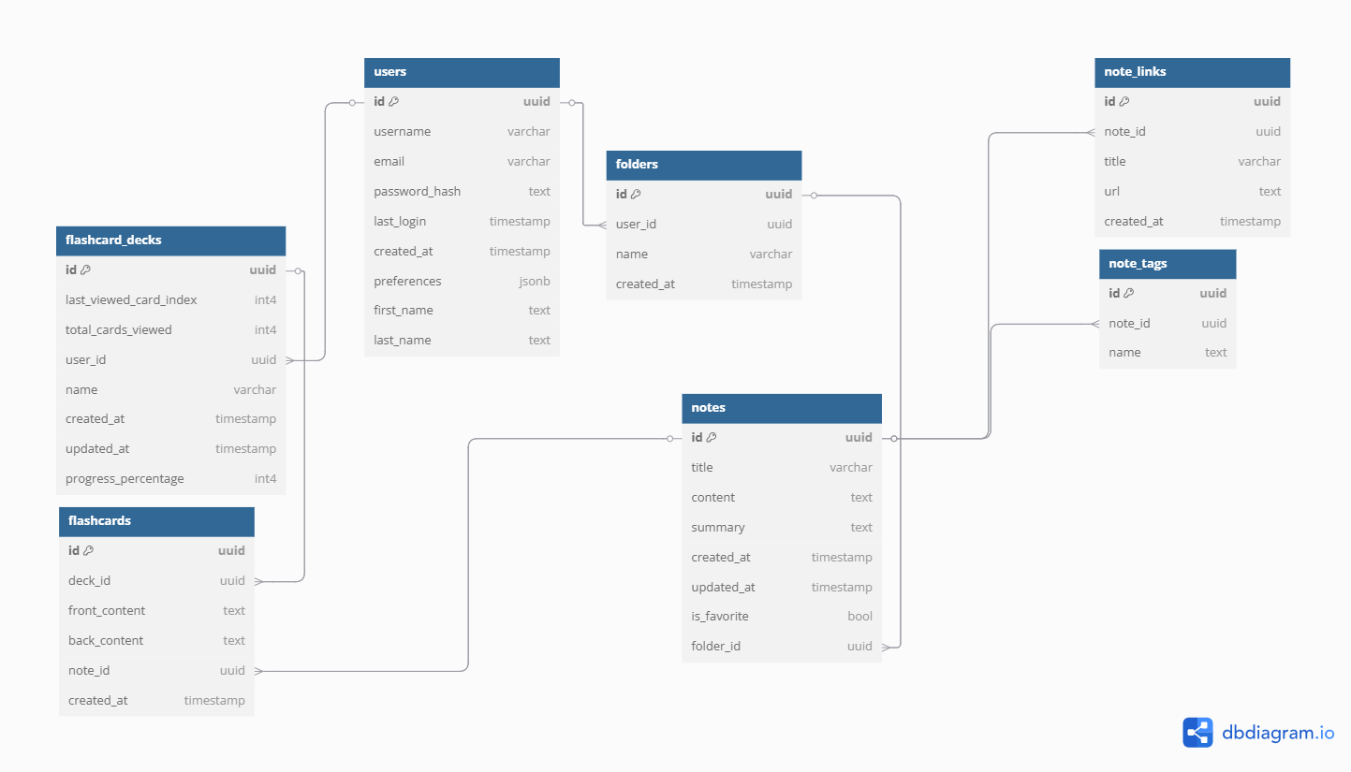 users
id uuid
username varchar
email varchar
password_hash text
last_login timestamp
created_at timestamp
preferences jsonb
first_name text
last_name text
note_links
id uuid
note_id uuid
title varchar
url text
created_at timestamp
folders
id uuid
user_id uuid
name varchar
created_at timestamp
flashcard_decks
id uuid
last_viewed_card_index int4
total_cards_viewed int4
user_id uuid
name varchar
created_at timestamp
updated_at timestamp
progress_percentage int4
note_tags
id uuid
note_id uuid
name text
notes
id uuid
title varchar
content text
summary text
created_at timestamp
updated_at timestamp
is_favorite bool
folder_id uuid
flashcards
id uuid
deck_id uuid
front_content text
back_content text
note_id uuid
created_at timestamp
dbdiagram.io